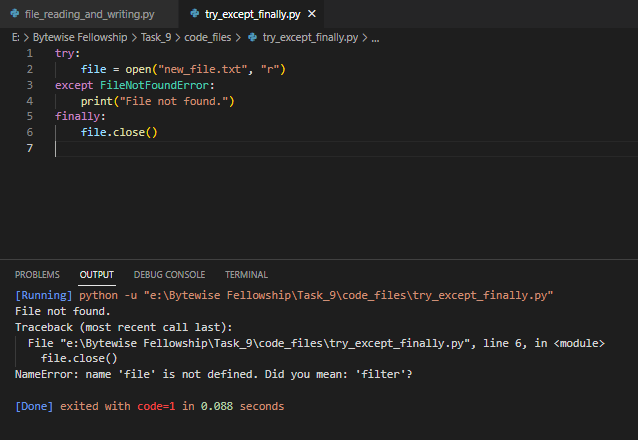 file_reading_and_writing.py try_except_finally.py ×
E: > Bytewise Fellowship > Task_9 > code_files > try_except_finally.py > ...
1 try:
2     file = open("new_file.txt", "r")
3 except FileNotFoundError:
4     print("File not found.")
5 finally:
6     file.close()
7
PROBLEMS OUTPUT DEBUG CONSOLE TERMINAL
[Running] python -u "e:\Bytewise Fellowship\Task_9\code_files\try_except_finally.py"
File not found.
Traceback (most recent call last):
  File "e:\Bytewise Fellowship\Task_9\code_files\try_except_finally.py", line 6, in <module>
    file.close()
NameError: name 'file' is not defined. Did you mean: 'filter'?
[Done] exited with code=1 in 0.088 seconds